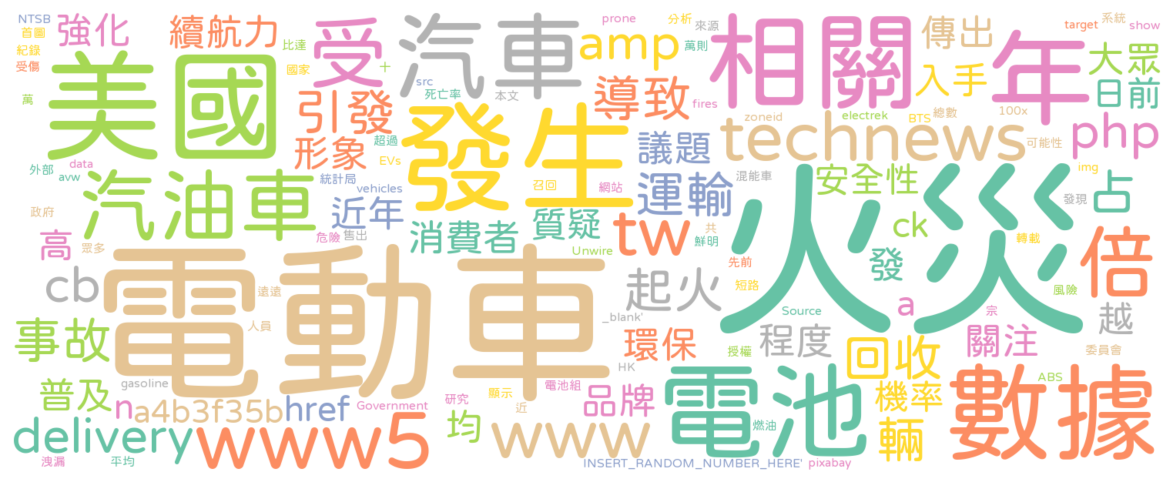 NTSB
首圖
紀錄
受傷
強化
續航力
比達
國家
十
受
汽車
prone
分析
來源
amp
萬則
相關
傳出
系統
target
show
年
大眾
日前
入手
美國
萬
引發
形象
超過
EVs
src
死亡率
本文
發生
導致
fires
zoneid
electrek
BTS
總數
100x
technews
可能性
php
議題
外部
data
avw
汽油車
統計局
vehicles
近年
召回
網站
運輸
混能車
安全性
img
發現
占
政府
眾多
高
危險
售出
消費者
質疑
Unwire
tw
共
鮮明
ck
轉載
倍
火災
先前
發
風險
cb
遠遠
人員
電動車
起火
短路
_blank'
Source
a
宗
越
事故
環保
HK
授權
程度
回收
關注
委員會
普及
gasoline
n
a4b3f35b
href
Government
顯示
近
電池組
研究
品牌
電池
燃油
機率
ABS
數據
delivery
www5
均
www
輛
洩漏
平均
INSERT_RANDOM_NUMBER_HERE'
pixabay